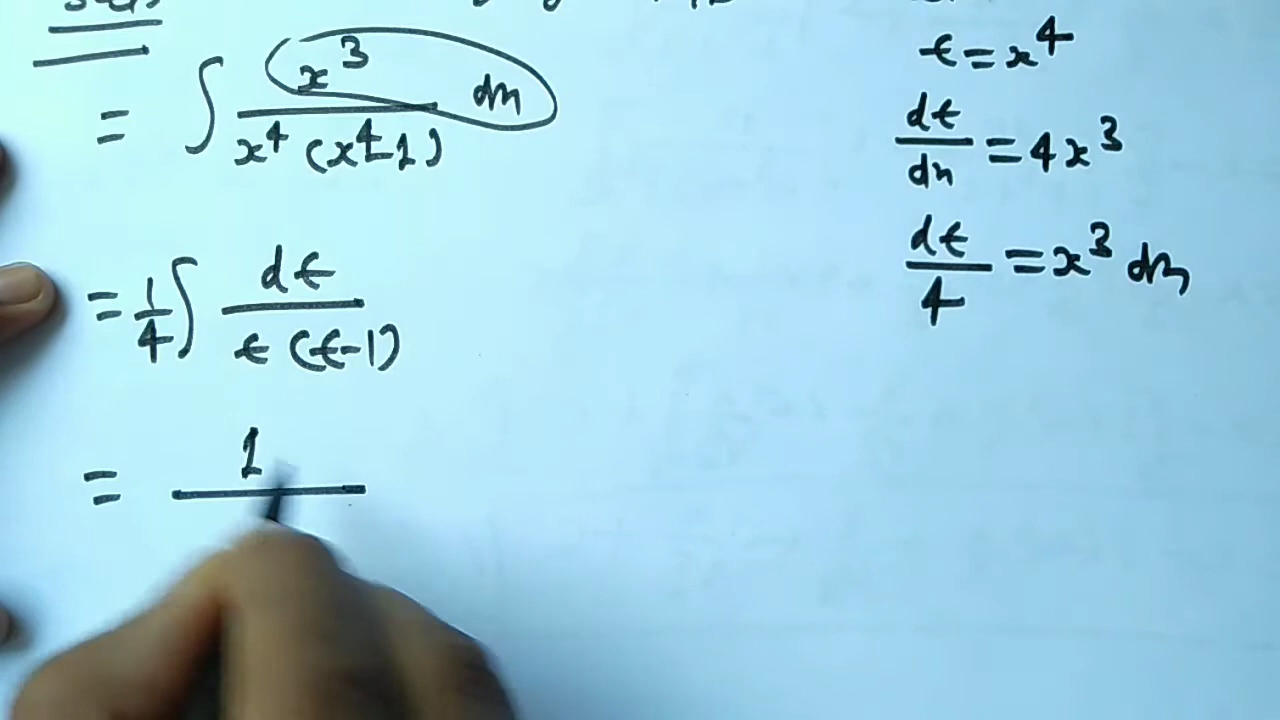 = ∫ x³ dx / x⁴ (x⁴-1)
= 1/4 ∫ dt / t (t-1)
= 1 /
t = x⁴
dt/dx = 4x³
dt/4 = x³ dx